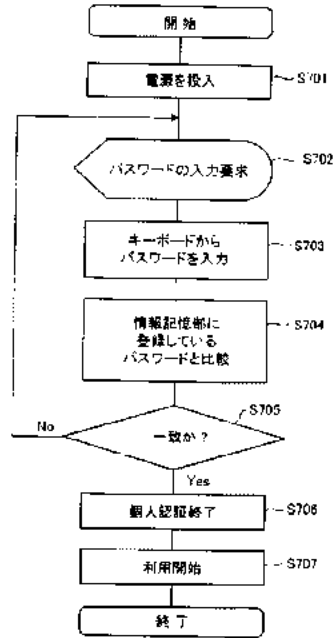 開始
電源を投入
S701
パスワードの入力要求
S702
キーボードから
パスワードを入力
S703
情報記憶部に
登録している
パスワードと比較
S704
S705
一致か?
No
Yes
個人認証終了
S706
利用開始
S707
終了